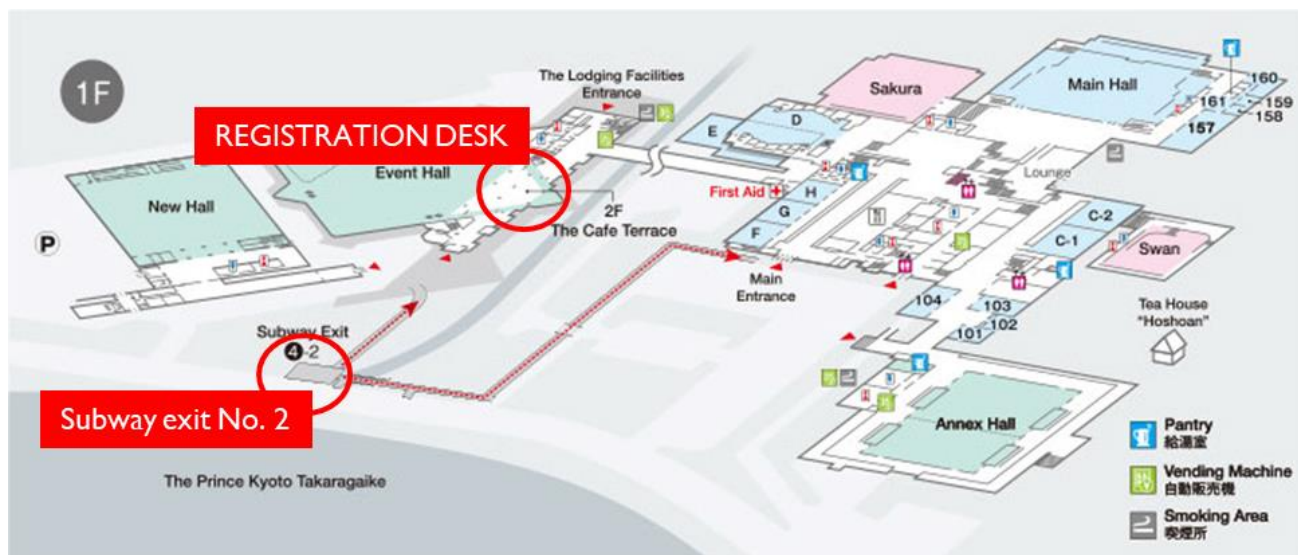 1F
The Lodging Facilities
Entrance
REGISTRATION DESK
Event Hall
New Hall
P
2F
The Cafe Terrace
Subway Exit
4-2
Subway exit No. 2
The Prince Kyoto Takaragaike
Sakura
Main Hall
160
161
159
158
157
E
D
First Aid
H
G
F
Lounge
C-2
C-1
Swan
Main
Entrance
104
103
102
101
Tea House
"Hoshoan"
Annex Hall
Pantry
給湯室
Vending Machine
自動販売機
Smoking Area
喫煙所